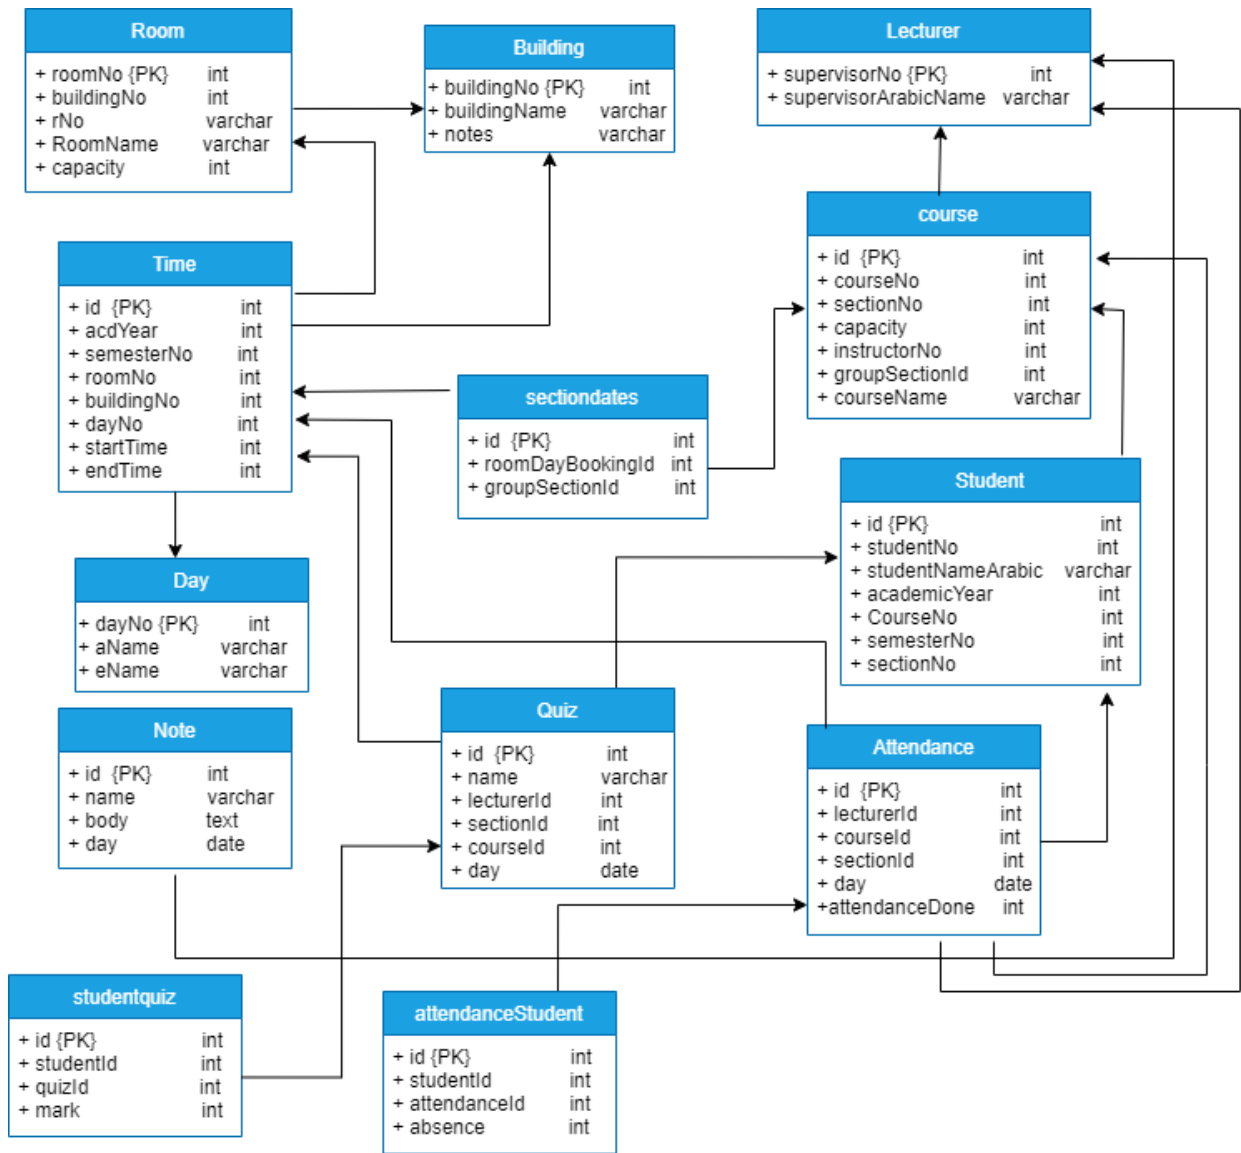 Room
+ roomNo {PK} int
+ buildingNo int
+ rNo varchar
+ RoomName varchar
+ capacity int
Building
+ buildingNo {PK} int
+ buildingName varchar
+ notes varchar
Lecturer
+ supervisorNo {PK} int
+ supervisorArabicName varchar
course
+ id {PK} int
+ courseNo int
+ sectionNo int
+ capacity int
+ instructorNo int
+ groupSectionId int
+ courseName varchar
Time
+ id {PK} int
+ acdYear int
+ semesterNo int
+ roomNo int
+ buildingNo int
+ dayNo int
+ startTime int
+ endTime int
sectiondates
+ id {PK} int
+ roomDayBookingId int
+ groupSectionId int
Student
+ id {PK} int
+ studentNo int
+ studentNameArabic varchar
+ academicYear int
+ CourseNo int
+ semesterNo int
+ sectionNo int
Day
+ dayNo {PK} int
+ aName varchar
+ eName varchar
Note
+ id {PK} int
+ name varchar
+ body text
+ day date
Quiz
+ id {PK} int
+ name varchar
+ lecturerId int
+ sectionId int
+ courseId int
+ day date
Attendance
+ id {PK} int
+ lecturerId int
+ courseId int
+ sectionId int
+ day date
+attendanceDone int
studentquiz
+ id {PK} int
+ studentId int
+ quizId int
+ mark int
attendanceStudent
+ id {PK} int
+ studentId int
+ attendanceId int
+ absence int